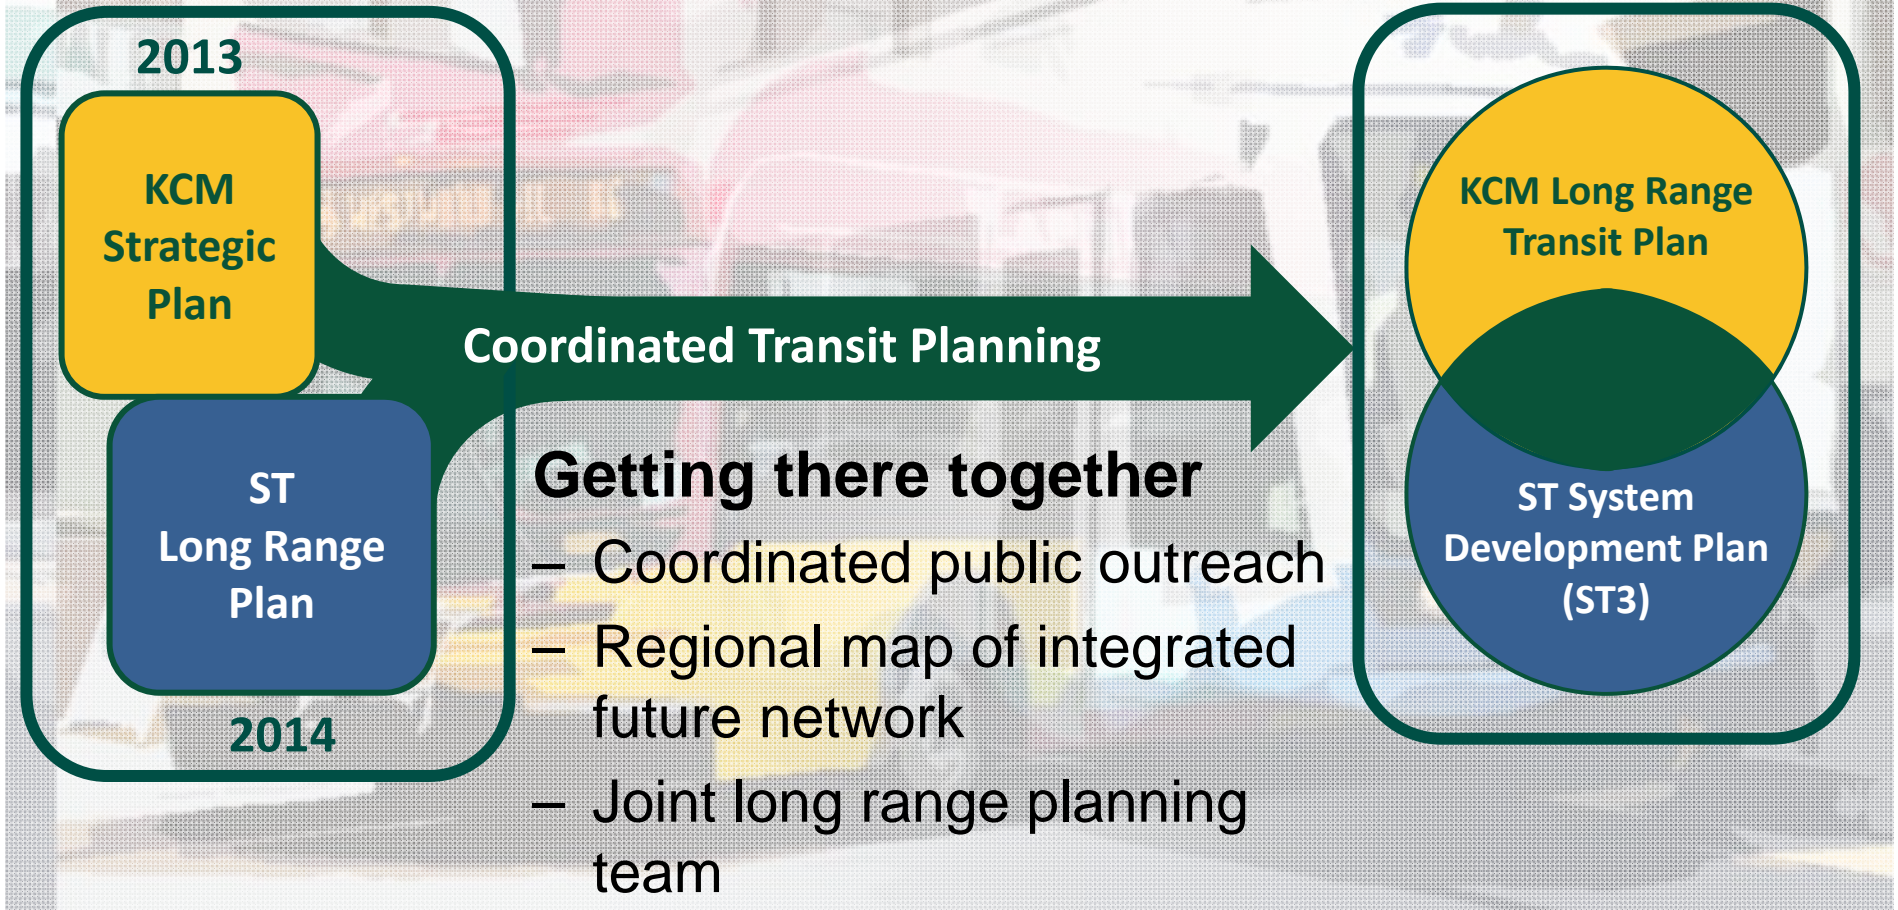 2013
KCM
Strategic
Plan
ST
Long Range
Plan
2014
Coordinated Transit Planning
Getting there together
– Coordinated public outreach
– Regional map of integrated
future network
– Joint long range planning
team
KCM Long Range
Transit Plan
ST System
Development Plan
(ST3)